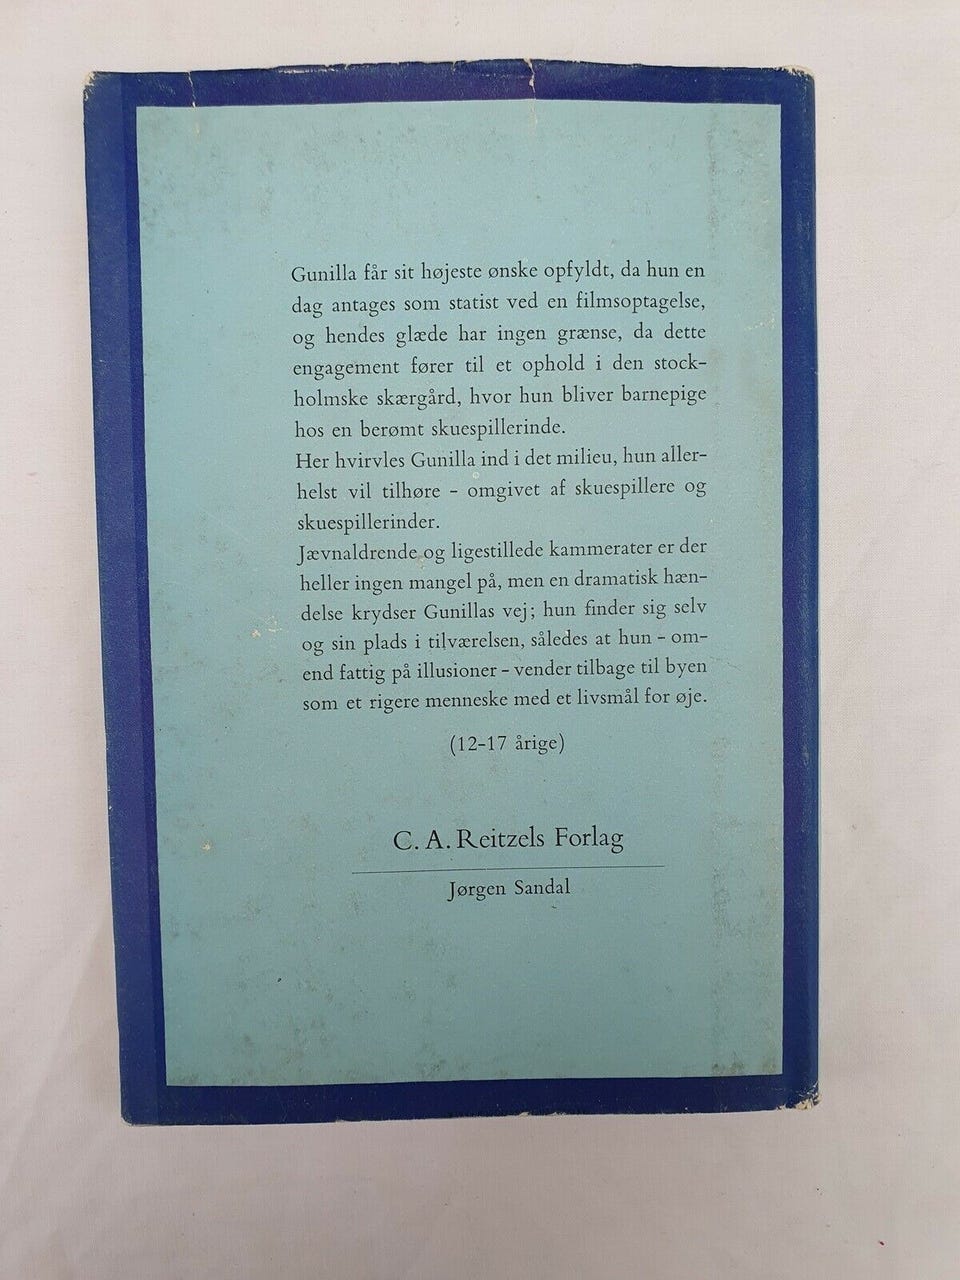 Gunilla får sit højeste ønske opfyldt, da hun en
dag antages som statist ved en filmsoptagelse,
og hendes glæde har ingen grænse, da dette
engagement fører til et ophold i den stock-
holmske skærgård, hvor hun bliver barnepige
hos en berømt skuespillerinde.
Her hvirvles Gunilla ind i det milieu, hun aller-
helst vil tilhøre – omgivet af skuespillere og
skuespillerinder.
Jævnaldrende og ligestillede kammerater er der
heller ingen mangel på, men en dramatisk hæn-
delse krydser Gunillas vej; hun finder sig selv
og sin plads i tilværelsen, således at hun – om-
end fattig på illusioner – vender tilbage til byen
som et rigere menneske med et livsmål for øje.
(12-17 årige)
C. A. Reitzels Forlag
Jørgen Sandal